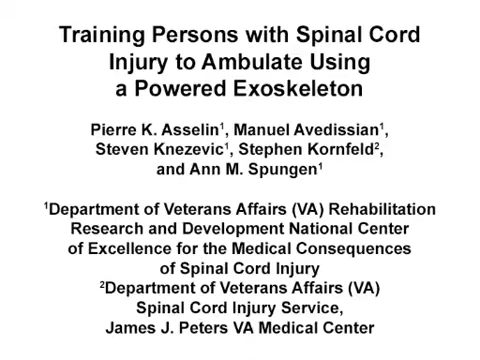 Training Persons with Spinal Cord
Injury to Ambulate Using
a Powered Exoskeleton
Pierre K. Asselin¹, Manuel Avedissian¹,
Steven Knezevic¹, Stephen Kornfeld²,
and Ann M. Spungen¹
¹Department of Veterans Affairs (VA) Rehabilitation
Research and Development National Center
of Excellence for the Medical Consequences
of Spinal Cord Injury
²Department of Veterans Affairs (VA)
Spinal Cord Injury Service,
James J. Peters VA Medical Center